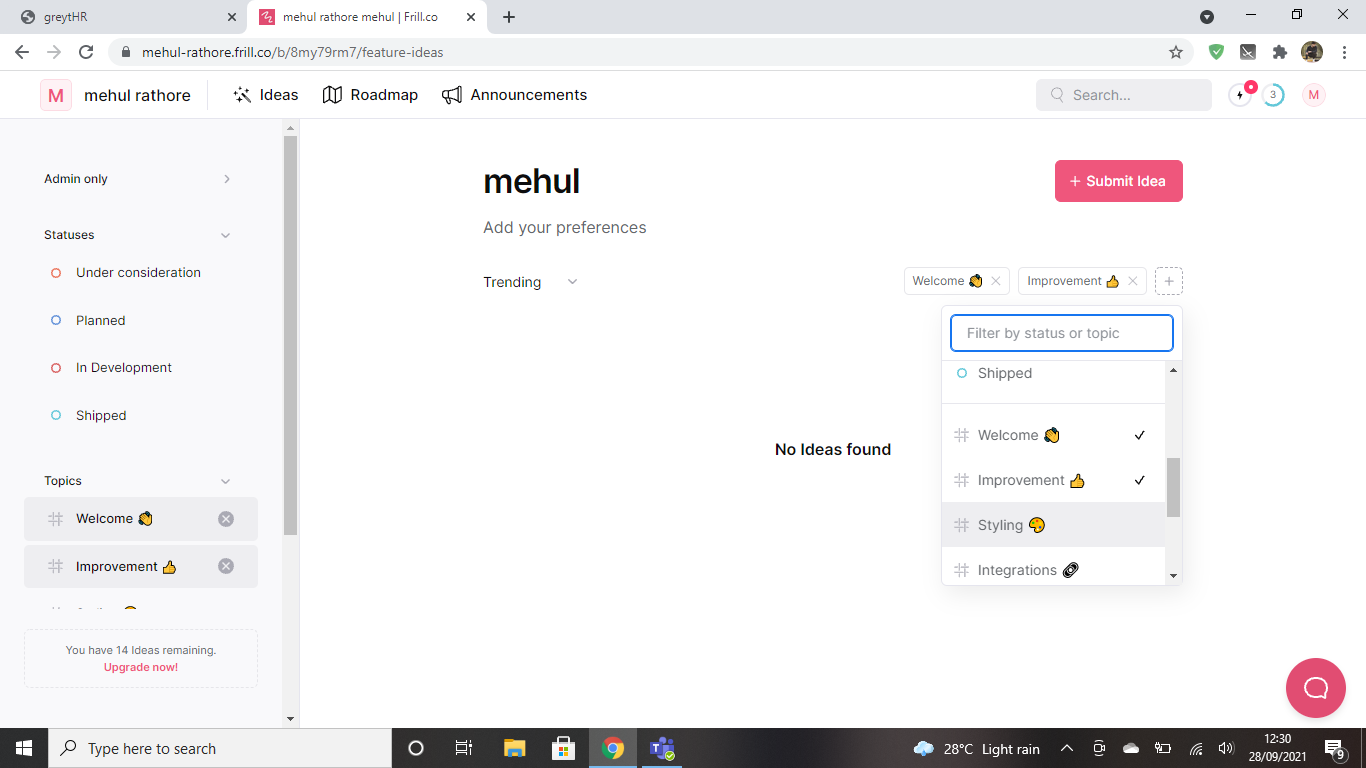 greytHR
mehul rathore mehul | Frill.co
mehul-rathore.frill.co/b/8my79rm7/feature-ideas
M
mehul rathore
Ideas
Roadmap
Announcements
Search...
3
M
Admin only
Statuses
Under consideration
Planned
In Development
Shipped
Topics
Welcome 👏
Improvement 👍
You have 14 Ideas remaining.
Upgrade now!
mehul
+ Submit Idea
Add your preferences
Trending
Welcome 👏
Improvement 👍
+
Filter by status or topic
Shipped
# Welcome 👏
# Improvement 👍
# Styling 🎨
# Integrations 🔗
No Ideas found
Type here to search
28°C Light rain
12:30
28/09/2021
9